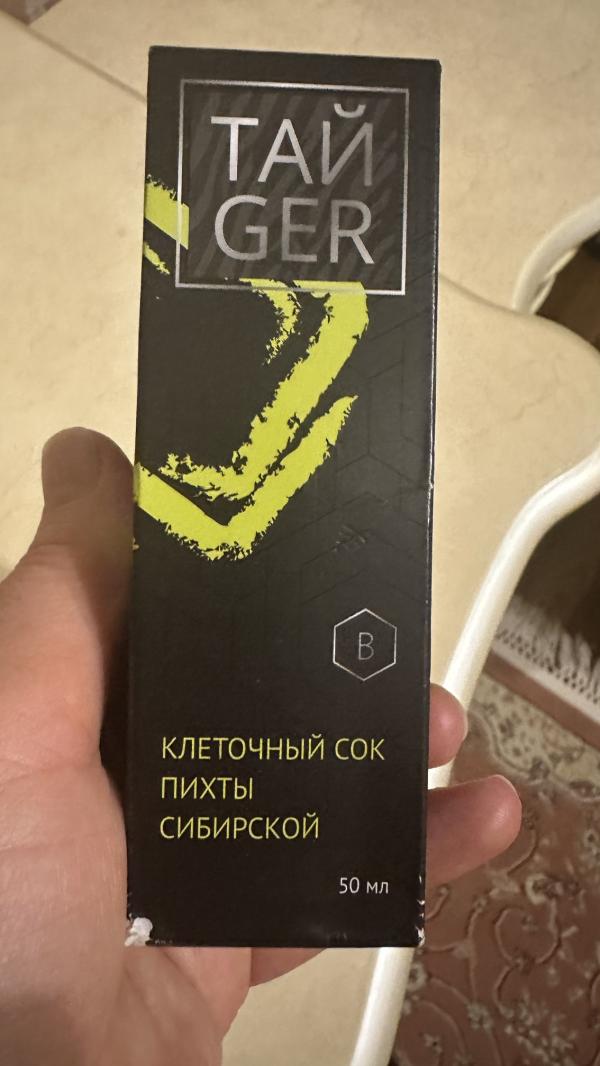 ТАЙ
GER
B
КЛЕТОЧНЫЙ СОК
ПИХТЫ
СИБИРСКОЙ
50 мл